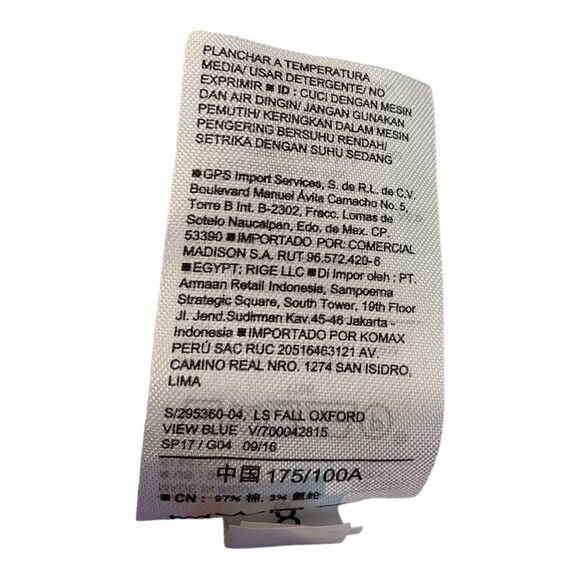 PLANCHAR A TEMPERATURA
MEDIA/ USAR DETERGENTE/ NO
EXPRIMIR ■ ID : CUCI DENGAN MESIN
DAN AIR DINGIN/ JANGAN GUNAKAN
PEMUTIH/ KERINGKAN DALAM MESIN
PENGERING BERSUHU RENDAH/
SETRIKA DENGAN SUHU SEDANG
■GPS Import Services, S. de R.L. de C.V.
Boulevard Manuel Ávila Camacho No. 5,
Torre B Int. B-2302, Fracc. Lomas de
Sotelo Naucalpan, Edo. de Mex. CP.
53390 ■ IMPORTADO POR: COMERCIAL
MADISON S.A. RUT 96.572.420-6
■EGYPT; RIGE LLC ■Di Impor oleh : PT.
Armaan Retail Indonesia, Sampoerna
Strategic Square, South Tower, 19th Floor
Jl. Jend.Sudirman Kav.45-46 Jakarta -
Indonesia ■ IMPORTADO POR KOMAX
PERÚ SAC RUC 20516463121 AV.
CAMINO REAL NRO. 1274 SAN ISIDRO,
LIMA
S/295360-04, LS FALL OXFORD
VIEW BLUE V/700042815
SP17 / G04 09/16
中国 175/100A
■ CN : 97% 棉, 3% 氨纶